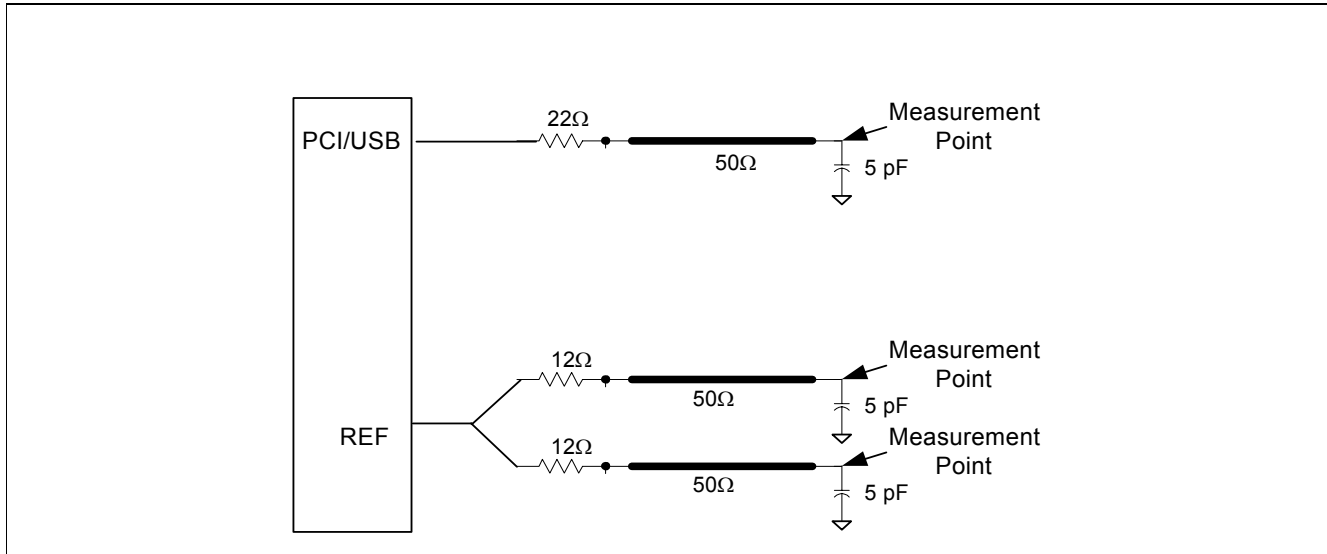 PCI/USB
22Ω
50Ω
Measurement
Point
5 pF
REF
12Ω
50Ω
Measurement
Point
5 pF
12Ω
50Ω
Measurement
Point
5 pF